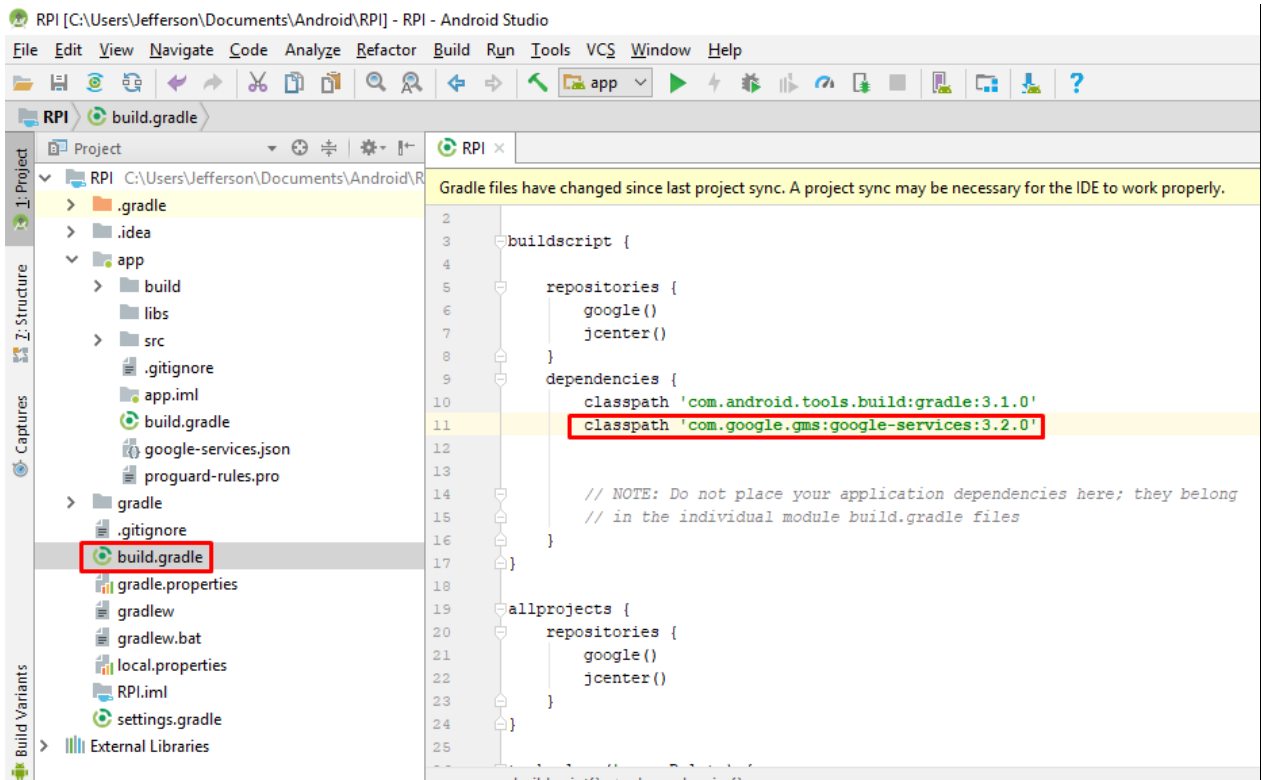 RPI [C:\Users\Jefferson\Documents\Android\RPI] - RPI - Android Studio
File Edit View Navigate Code Analyze Refactor Build Run Tools VCS Window Help
app
RPI build.gradle
1: Project
Project
RPI
RPI C:\Users\Jefferson\Documents\Android\R
Gradle files have changed since last project sync. A project sync may be necessary for the IDE to work properly.
.gradle
.idea
app
build
libs
src
.gitignore
app.iml
build.gradle
google-services.json
proguard-rules.pro
gradle
.gitignore
build.gradle
gradle.properties
gradlew
gradlew.bat
local.properties
RPI.iml
settings.gradle
External Libraries
7: Structure
Captures
Build Variants
2
3 buildscript {
4
5 repositories {
6 google()
7 jcenter()
8 }
9 dependencies {
10 classpath 'com.android.tools.build:gradle:3.1.0'
11 classpath 'com.google.gms:google-services:3.2.0'
12
13
14 // NOTE: Do not place your application dependencies here; they belong
15 // in the individual module build.gradle files
16 }
17 }
18
19 allprojects {
20 repositories {
21 google()
22 jcenter()
23 }
24 }
25